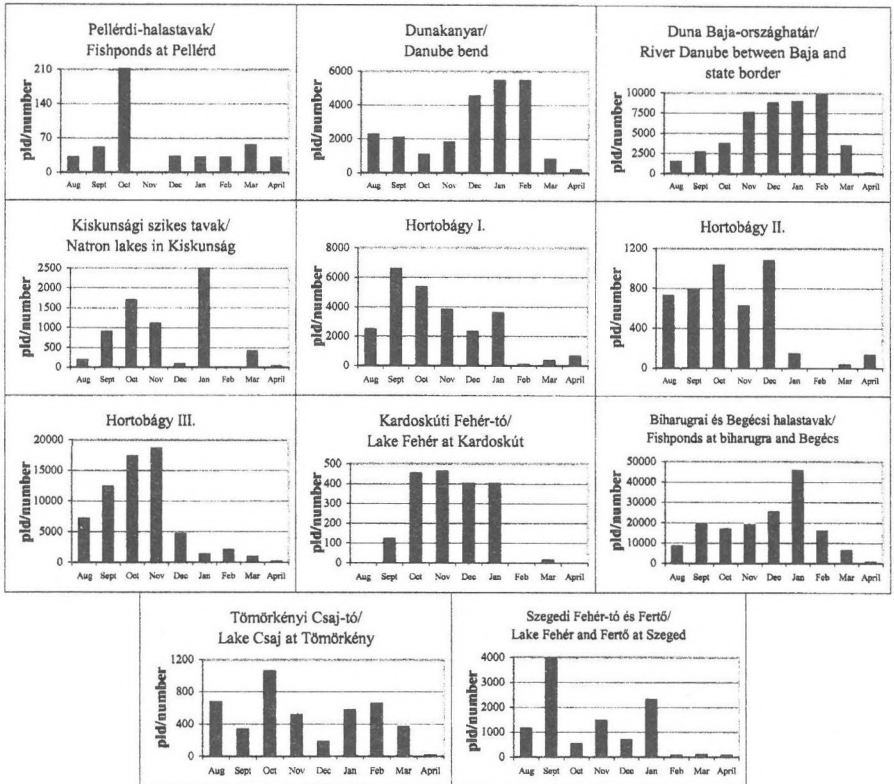 Pellérdi-halastavak/
Fishponds at Pellérd
pld/number
210
140
70
0
Aug Sept Oct Nov Dec Jan Feb Mar April
Dunakanyar/
Danube bend
pld/number
6000
4000
2000
0
Aug Sept Oct Nov Dec Jan Feb Mar April
Duna Baja-országhatár/
River Danube between Baja and
state border
pld/number
10000
7500
5000
2500
0
Aug Sept Oct Nov Dec Jan Feb Mar April
Kiskunsági szikes tavak/
Natron lakes in Kiskunság
pld/number
2500
2000
1500
1000
500
0
Aug Sept Oct Nov Dec Jan Feb Mar April
Hortobágy I.
pld/number
8000
6000
4000
2000
0
Aug Sept Oct Nov Dec Jan Feb Mar April
Hortobágy II.
pld/number
1200
800
400
0
Aug Sept Oct Nov Dec Jan Feb Mar April
Hortobágy III.
pld/number
20000
15000
10000
5000
0
Aug Sept Oct Nov Dec Jan Feb Mar April
Kardoskúti Fehér-tó/
Lake Fehér at Kardoskút
pld/number
500
400
300
200
100
0
Aug Sept Oct Nov Dec Jan Feb Mar April
Biharugrai és Begécsi halastavak/
Fishponds at biharugra and Begécs
pld/number
50000
40000
30000
20000
10000
0
Aug Sept Oct Nov Dec Jan Feb Mar April
Tömörkényi Csaj-tó/
Lake Csaj at Tömörkény
pld/number
1200
800
400
0
Aug Sept Oct Nov Dec Jan Feb Mar April
Szegedi Fehér-tó és Fertő/
Lake Fehér and Fertő at Szeged
pld/number
4000
3000
2000
1000
0
Aug Sept Oct Nov Dec Jan Feb Mar April